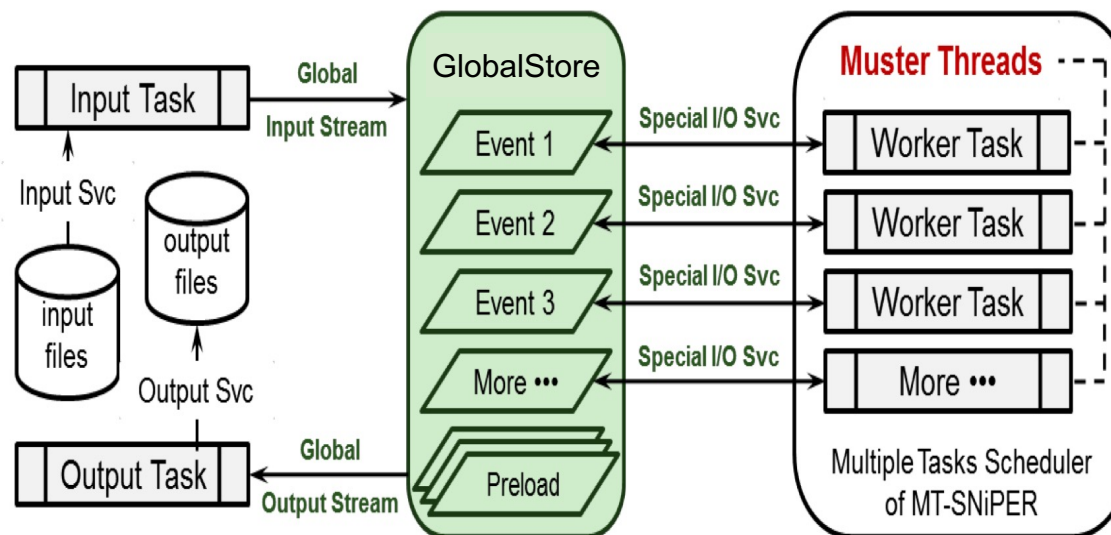 Input Task
Global
Input Stream
Input Svc
output
files
input
files
Output Svc
Output Task
Global
Output Stream
GlobalStore
Event 1
Event 2
Event 3
More •••
Preload
Special I/O Svc
Special I/O Svc
Special I/O Svc
Special I/O Svc
Muster Threads
Worker Task
Worker Task
Worker Task
More •••
Multiple Tasks Scheduler
of MT-SNiPER